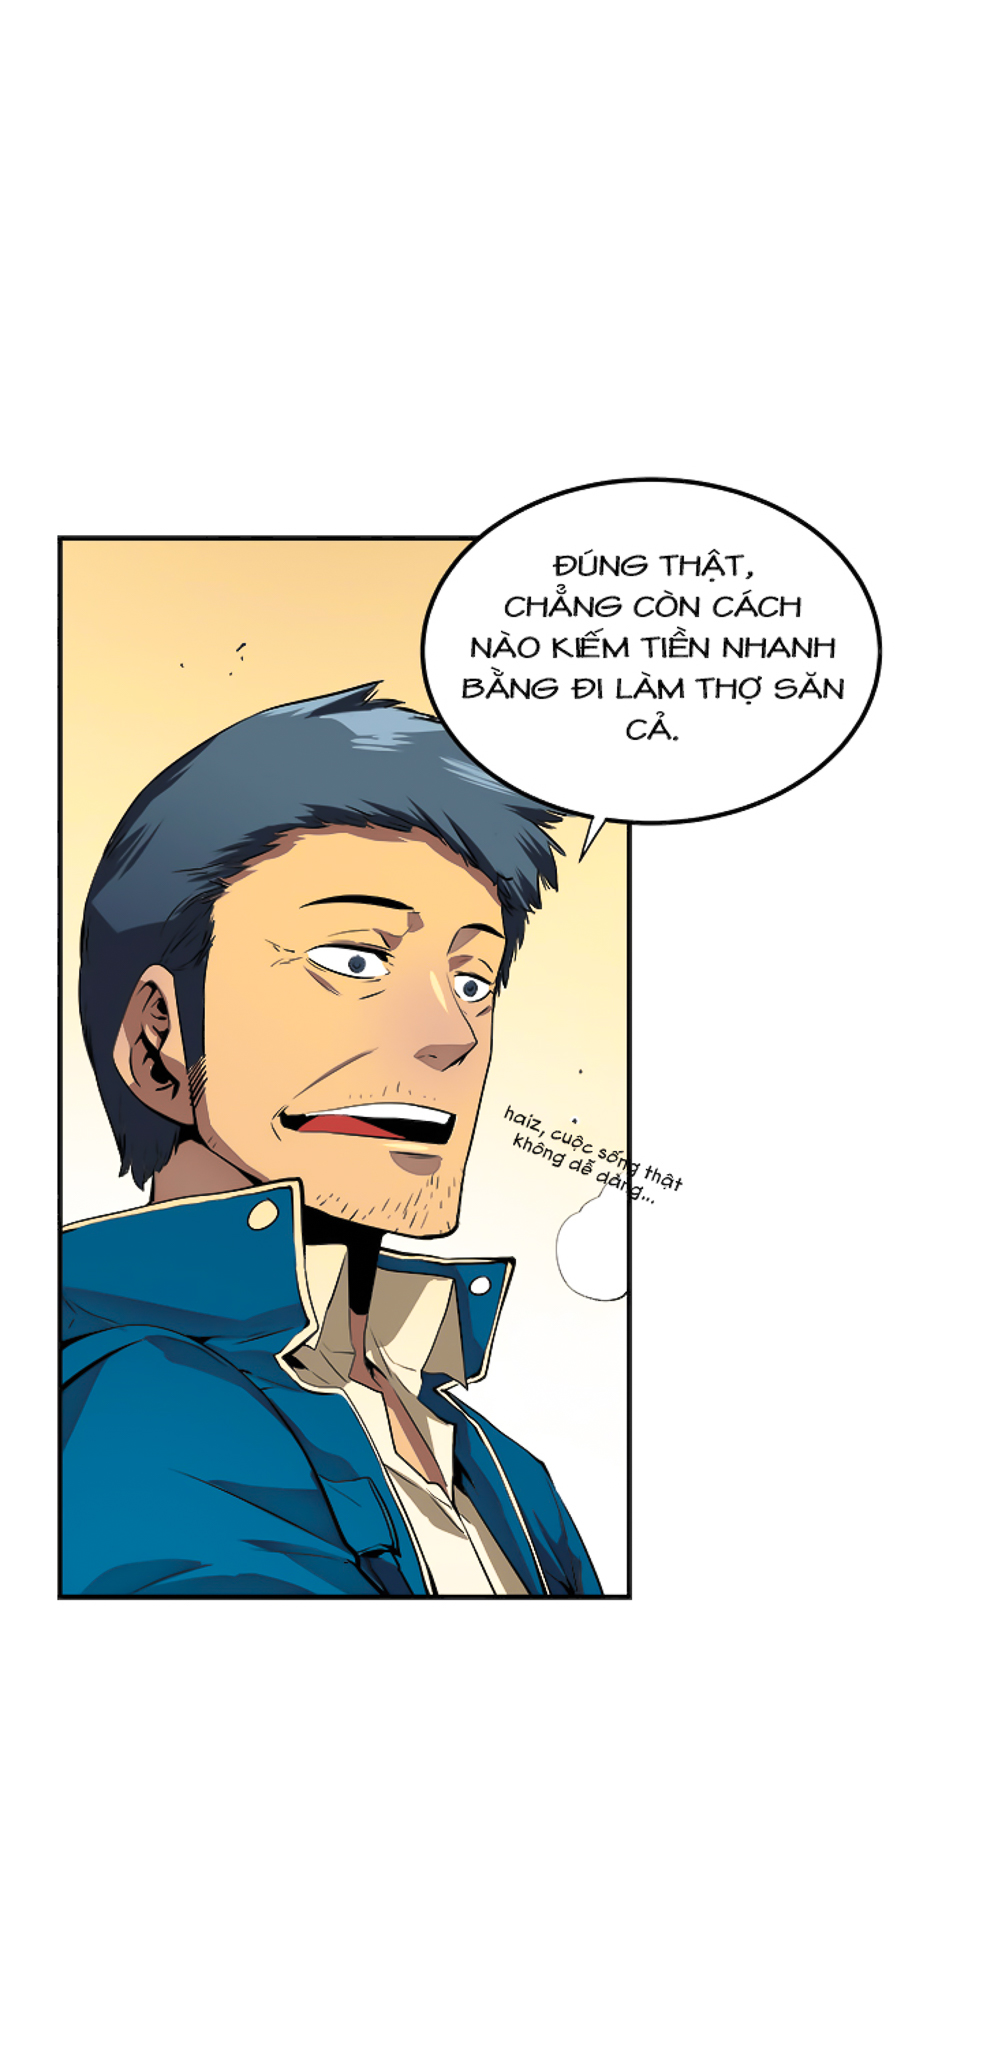 ĐÚNG THẬT,
CHẲNG CÒN CÁCH
NÀO KIẾM TIỀN NHANH
BẰNG ĐI LÀM THỢ SĂN
CẢ.
haiz, cuộc sống thật
không dễ dàng...